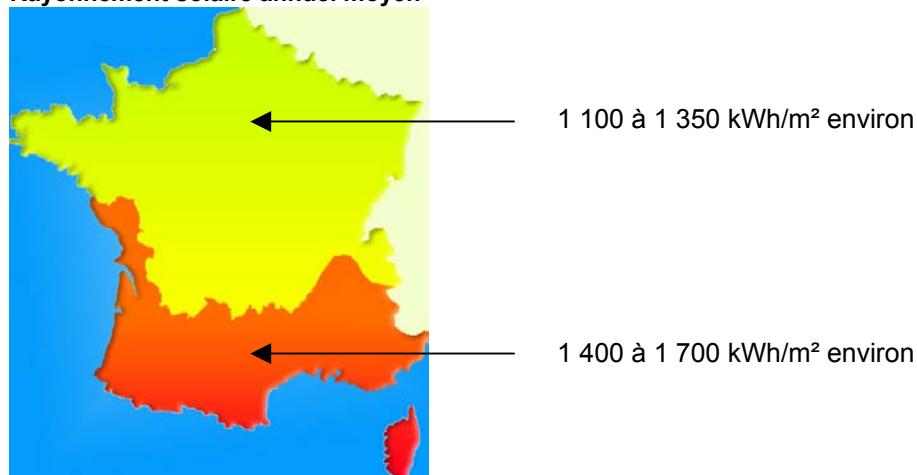 Rayonnement solaire annuel moyen
1 100 à 1 350 kWh/m² environ
1 400 à 1 700 kWh/m² environ